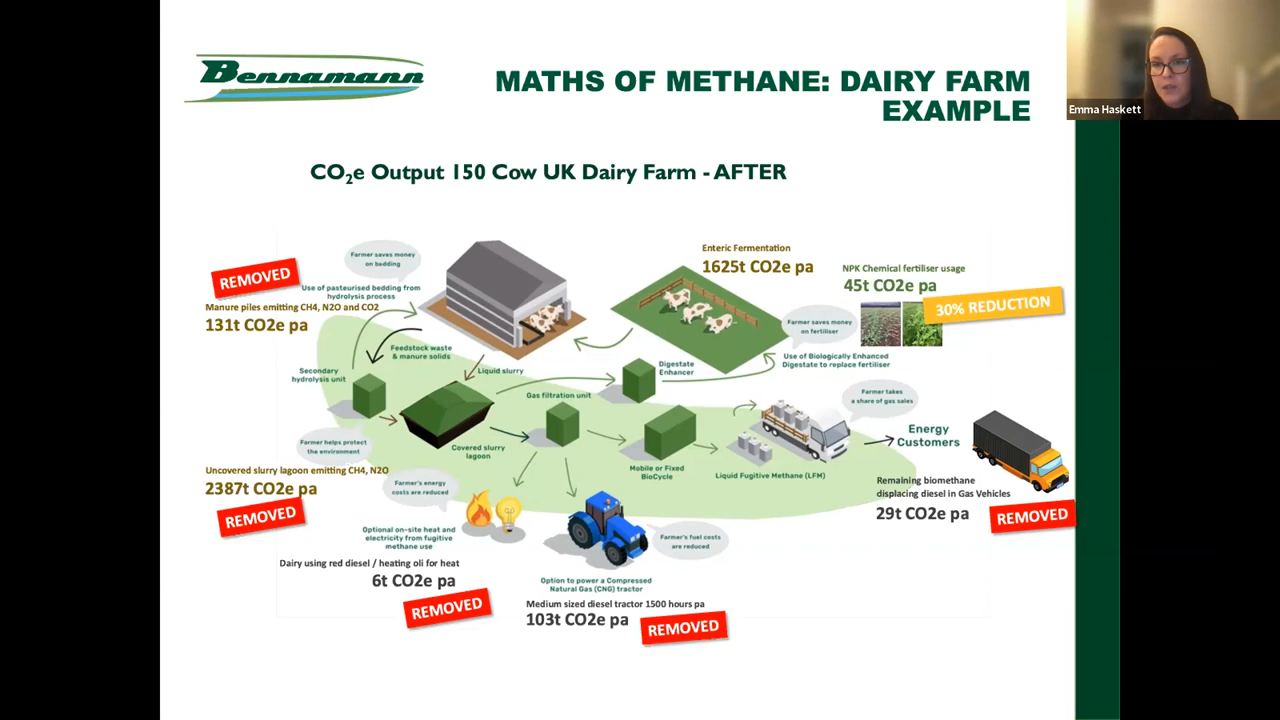 Bennamann
MATHS OF METHANE: DAIRY FARM
EXAMPLE
Emma Haskett
CO2e Output 150 Cow UK Dairy Farm - AFTER
REMOVED
Farmer saves money
on bedding
Use of pasteurised bedding from
hydrolysis process
Manure piles emitting CH4, N2O and CO2
131t CO2e pa
Enteric Fermentation
1625t CO2e pa
NPK Chemical fertiliser usage
45t CO2e pa
30% REDUCTION
Farmer saves money
on fertiliser
Use of Biologically Enhanced
Digestate to replace fertiliser
Feedstock waste
& manure solids
Secondary
hydrolysis unit
Liquid slurry
Digestate
Enhancer
Gas filtration unit
Farmer takes
a share of gas sales
Energy
Customers
Farmer helps protect
the environment
Covered slurry
lagoon
Mobile or Fixed
BioCycle
Liquid Fugitive Methane (LFM)
Uncovered slurry lagoon emitting CH4, N2O
2387t CO2e pa
REMOVED
Farmer's energy
costs are reduced
Remaining biomethane
displacing diesel in Gas Vehicles
29t CO2e pa
REMOVED
Optional on-site heat and
electricity from fugitive
methane use
Farmer's fuel costs
are reduced
Dairy using red diesel / heating oli for heat
6t CO2e pa
REMOVED
Option to power a Compressed
Natural Gas (CNG) tractor
Medium sized diesel tractor 1500 hours pa
103t CO2e pa
REMOVED